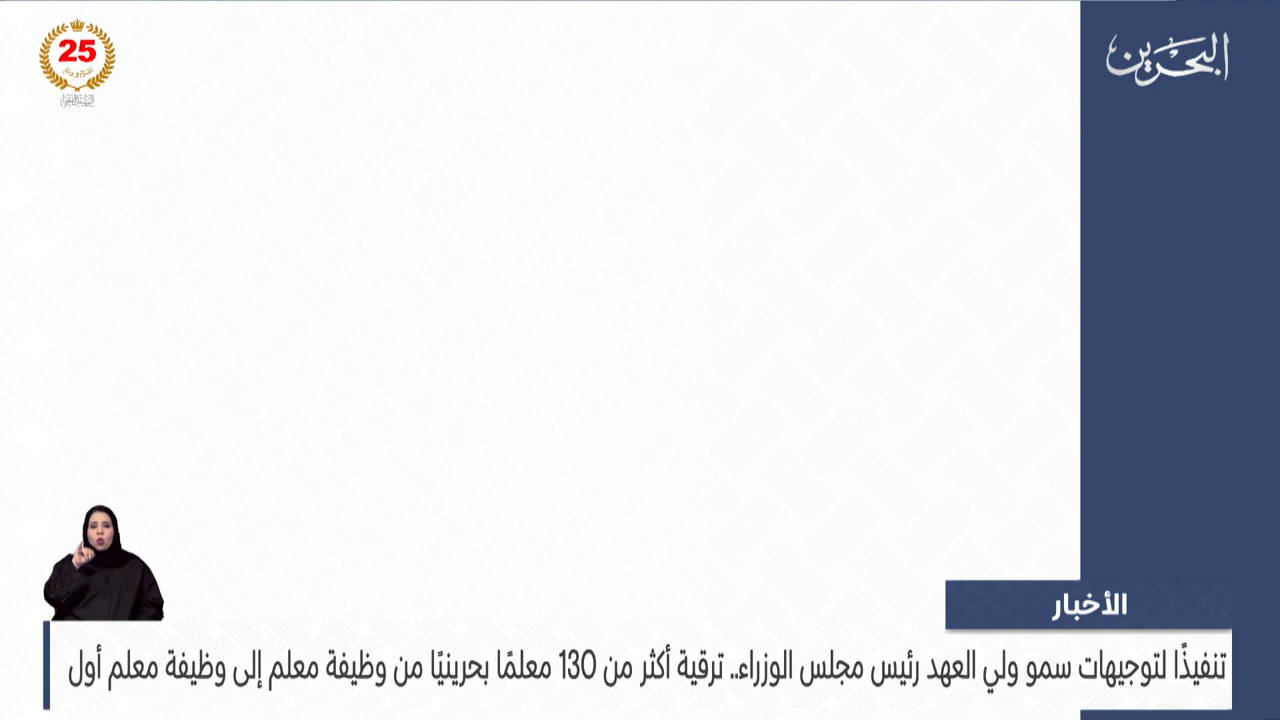 البحرين
25
الأخبار
تنفيذًا لتوجيهات سمو ولي العهد رئيس مجلس الوزراء.. ترقية أكثر من 130 معلمًا بحرينيًا من وظيفة معلم إلى وظيفة معلم أول